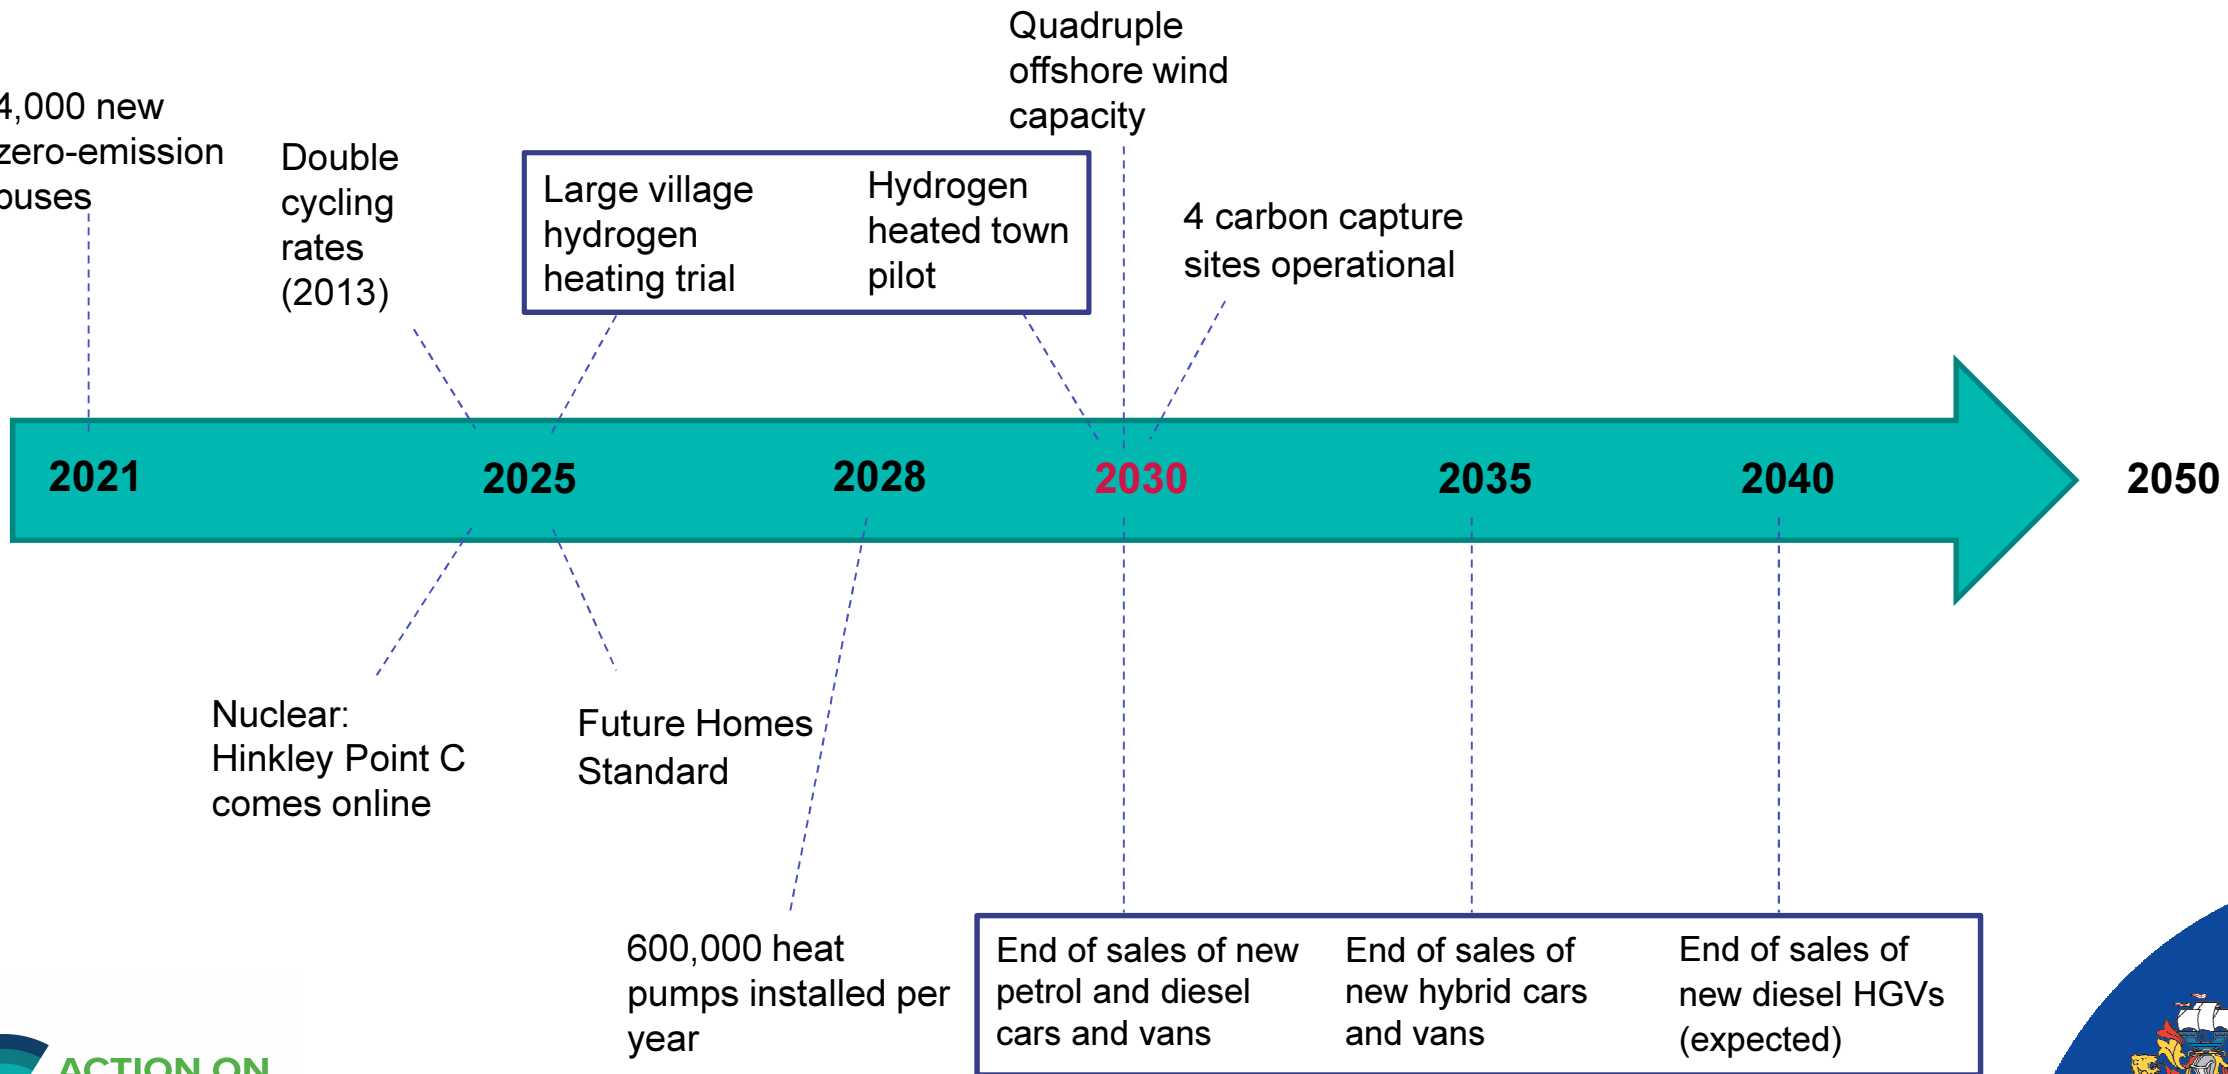 Quadruple
offshore wind
capacity
4,000 new
zero-emission
buses
Double
cycling
rates
(2013)
Large village
hydrogen
heating trial
Hydrogen
heated town
pilot
4 carbon capture
sites operational
2021
2025
2028
2030
2035
2040
2050
Nuclear:
Hinkley Point C
comes online
Future Homes
Standard
600,000 heat
pumps installed per
year
End of sales of new
petrol and diesel
cars and vans
End of sales of
new hybrid cars
and vans
End of sales of
new diesel HGVs
(expected)
ACTION ON